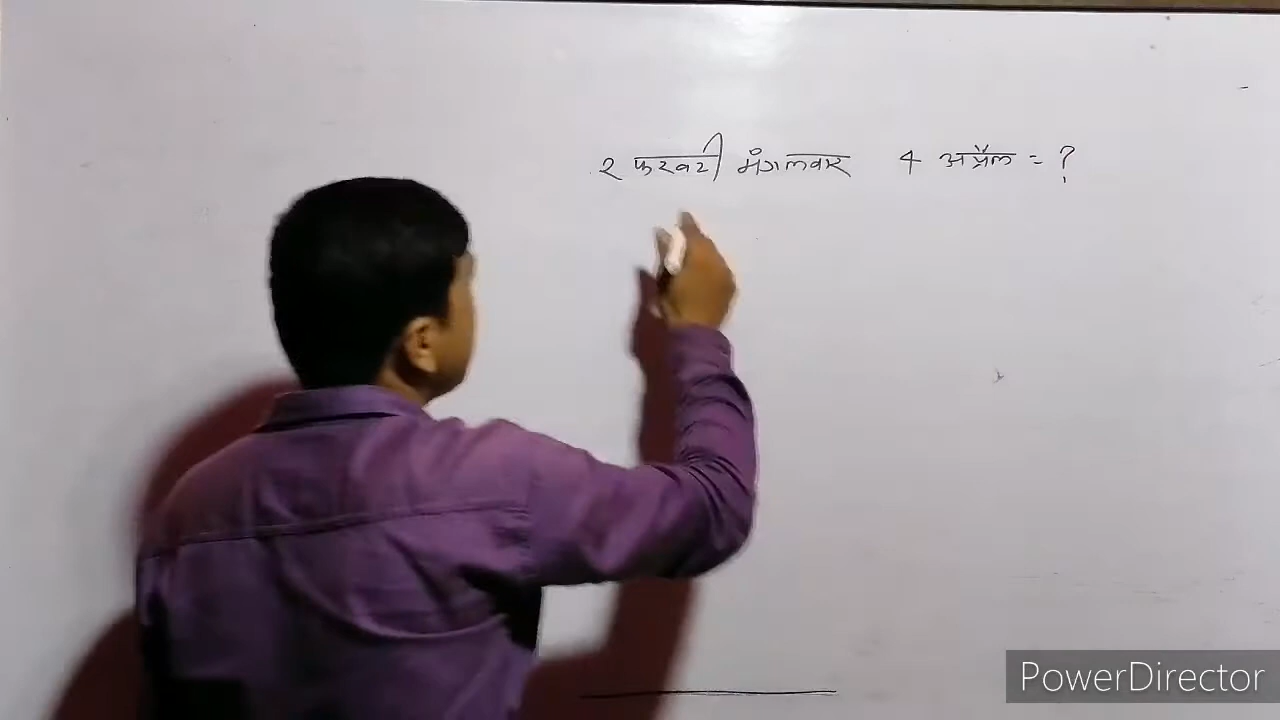 २ फरवरी मंगलवार 4 अप्रैल = ?
PowerDirector